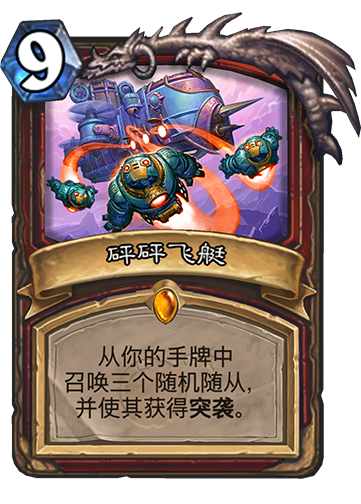 9
砰砰飞艇
从你的手牌中
召唤三个随机随从，
并使其获得突袭。